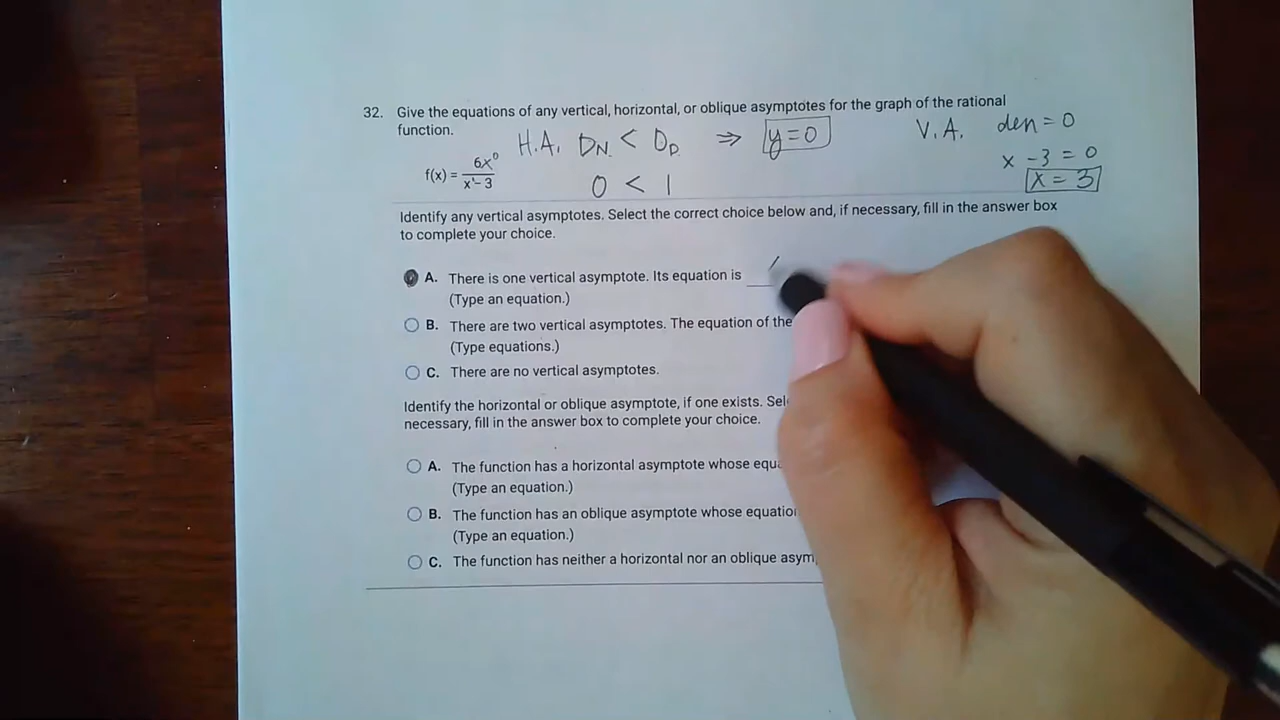 32. Give the equations of any vertical, horizontal, or oblique asymptotes for the graph of the rational
function.
H.A. DN. < DD. ⇒ y=0
V.A. den = 0
f(x) = 6x⁰/x¹-3
0 < 1
x - 3 = 0
x = 3
Identify any vertical asymptotes. Select the correct choice below and, if necessary, fill in the answer box
to complete your choice.
A. There is one vertical asymptote. Its equation is
(Type an equation.)
B. There are two vertical asymptotes. The equation of the
(Type equations.)
C. There are no vertical asymptotes.
Identify the horizontal or oblique asymptote, if one exists.
necessary, fill in the answer box to complete your choice.
A. The function has a horizontal asymptote whose
(Type an equation.)
B. The function has an oblique asymptote whose
(Type an equation.)
C. The function has neither a horizontal nor an oblique